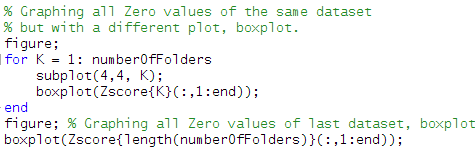 % Graphing all Zero values of the same dataset
% but with a different plot, boxplot.
figure;
for K = 1: numberOfFolders
subplot(4,4, K);
boxplot(Zscore{K}(:,1:end));
end
figure; % Graphing all Zero values of last dataset, boxplot
boxplot(Zscore{length(numberOfFolders)}(:,1:end));